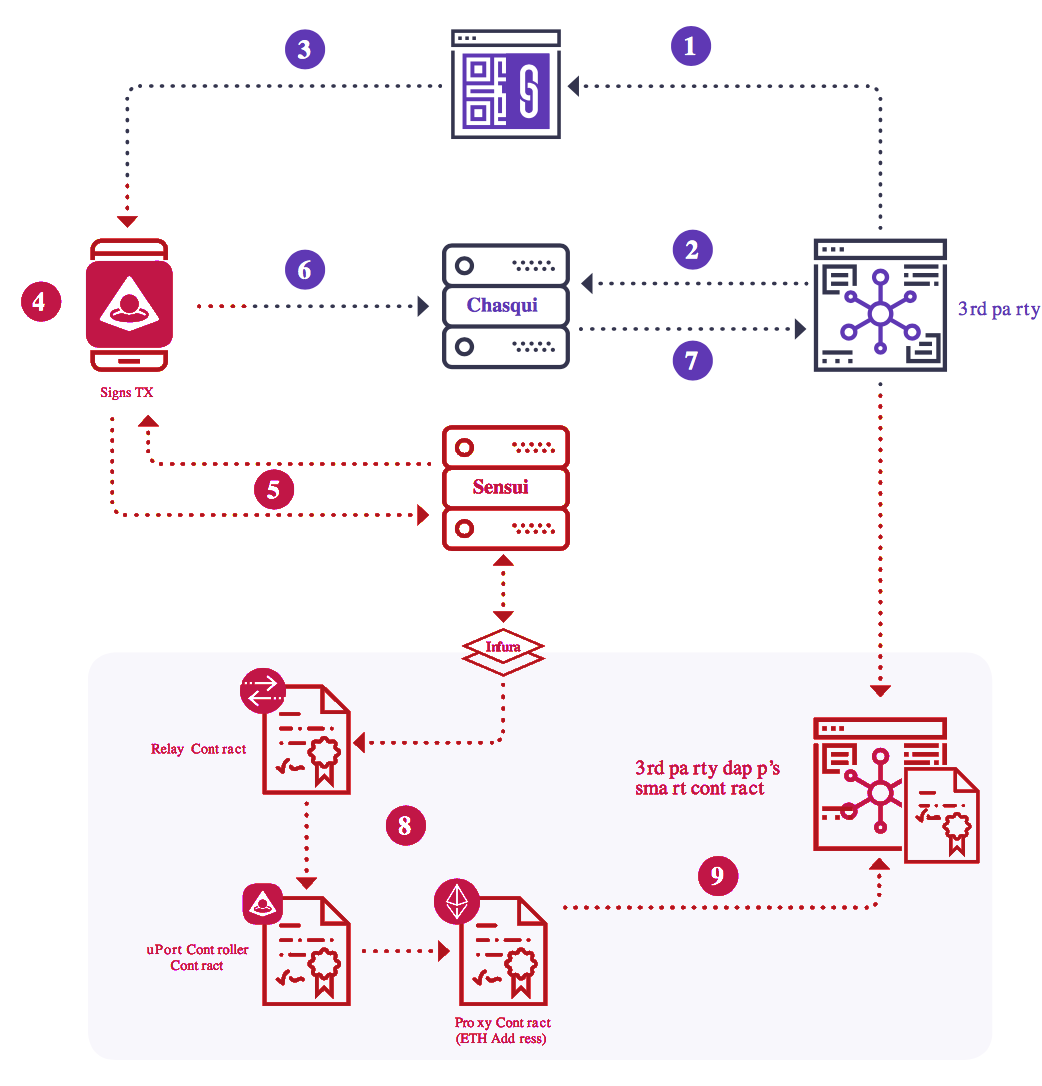 3
1
2
4
6
Chasqui
3rd pa rty
7
Signs TX
5
Sensui
Infura
Relay Cont ract
3rd pa rty dap p’s
sma rt cont ract
8
9
uPort Cont roller
Cont ract
Pro xy Cont ract
(ETH Add ress)